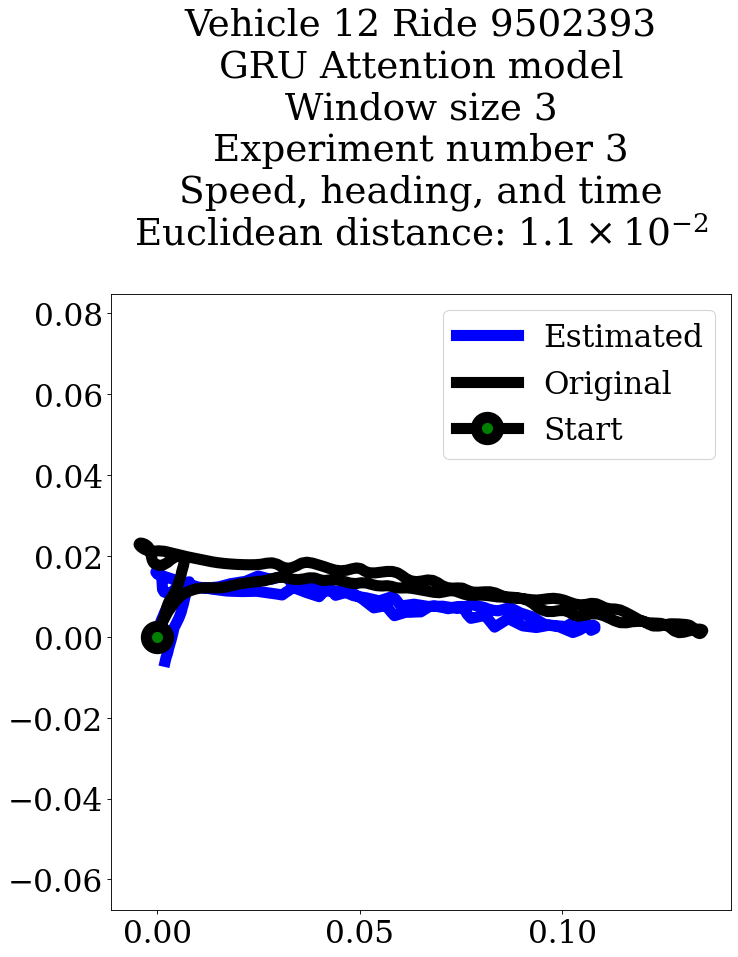 Vehicle 12 Ride 9502393
GRU Attention model
Window size 3
Experiment number 3
Speed, heading, and time
Euclidean distance: 1.1 × 10⁻²
Estimated
Original
Start
0.08
0.06
0.04
0.02
0.00
−0.02
−0.04
−0.06
0.00 0.05 0.10